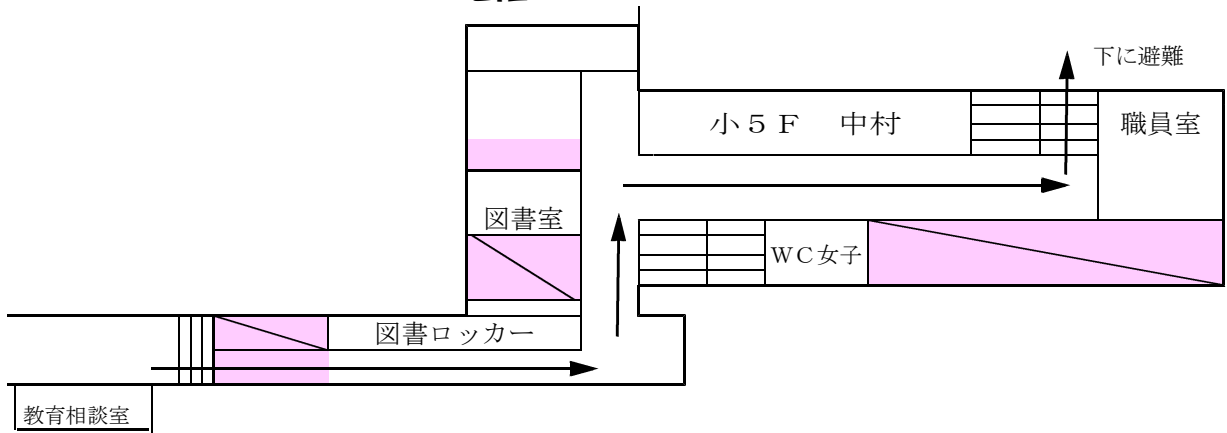 下に避難
小５Ｆ　中村
職員室
図書室
ＷＣ女子
図書ロッカー
教育相談室